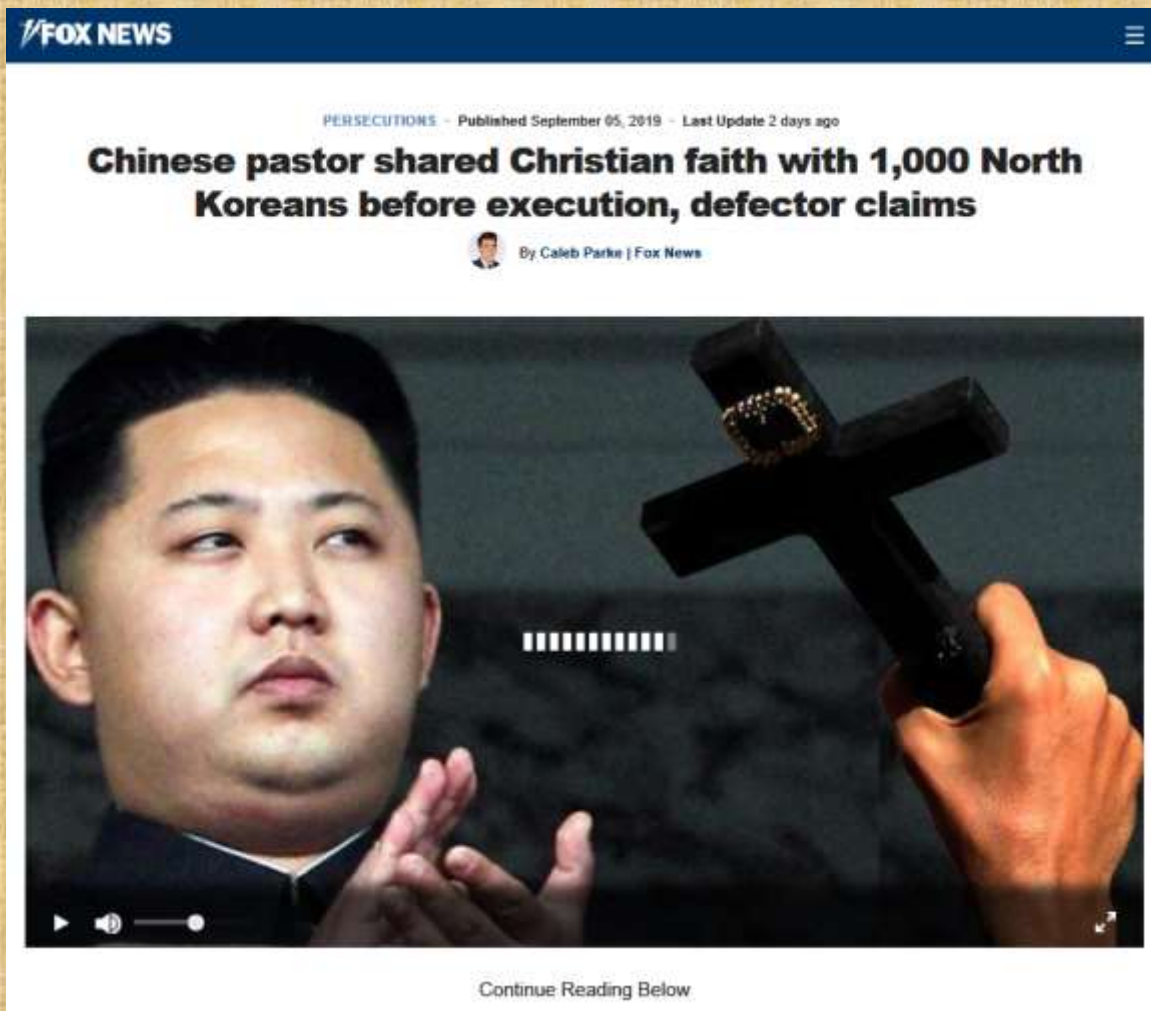 FOX NEWS
PERSECUTIONS - Published September 05, 2019 - Last Update 2 days ago
Chinese pastor shared Christian faith with 1,000 North
Koreans before execution, defector claims
By Caleb Parke | Fox News
Continue Reading Below